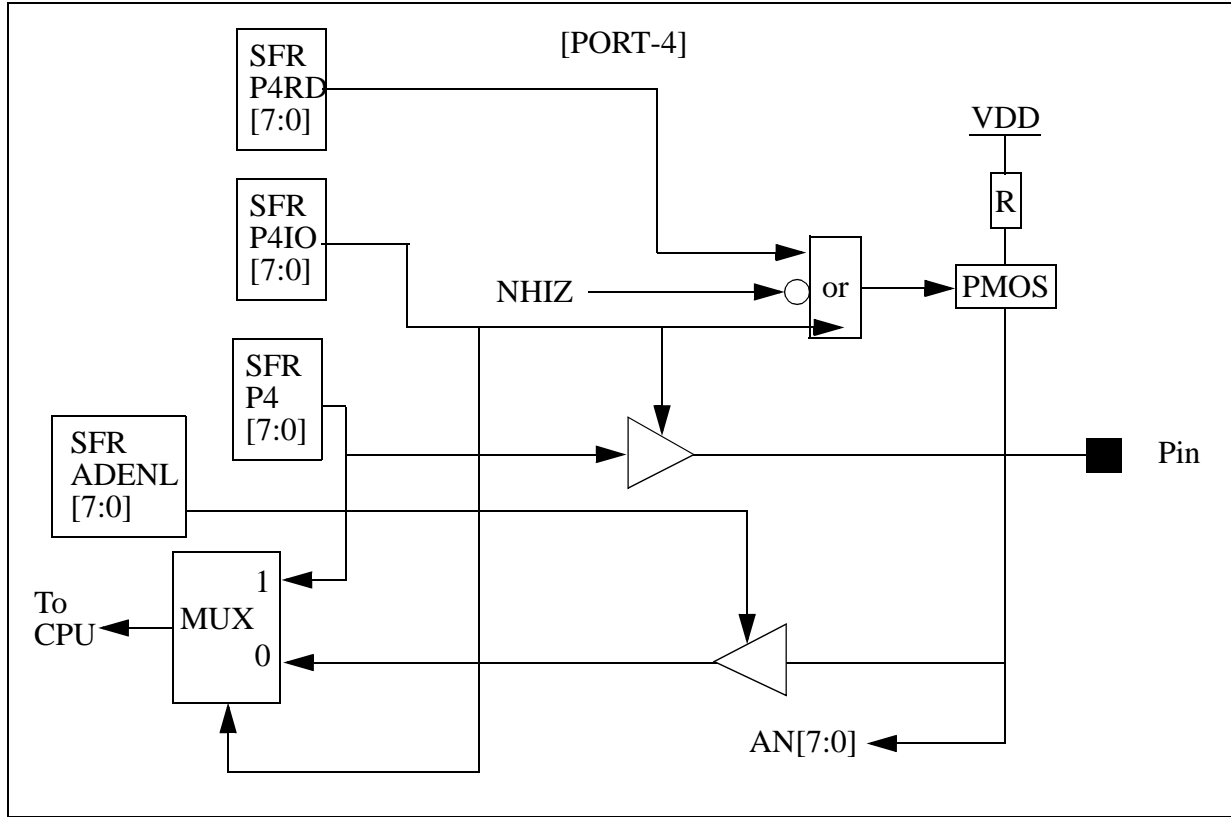 [PORT-4]
SFR
P4RD
[7:0]
VDD
SFR
P4IO
[7:0]
R
NHIZ
or
PMOS
SFR
P4
[7:0]
SFR
ADENL
[7:0]
Pin
1
To
CPU
MUX
0
AN[7:0]